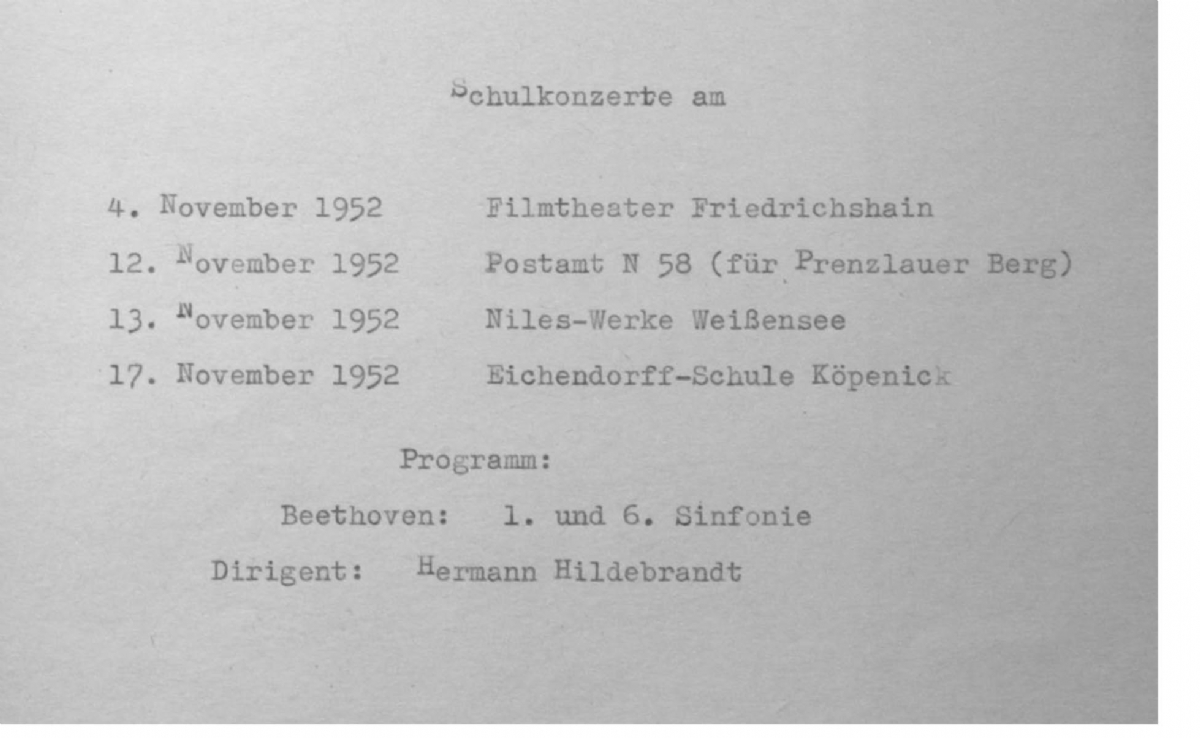 Schulkonzerte am
4. November 1952 Filmtheater Friedrichshain
12. November 1952 Postamt N 58 (für Prenzlauer Berg)
13. November 1952 Niles-Werke Weißensee
17. November 1952 Eichendorff-Schule Köpenick
Programm:
Beethoven: 1. und 6. Sinfonie
Dirigent: Hermann Hildebrandt